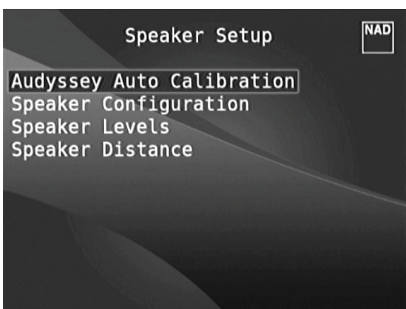 Speaker Setup
NAD
Audyssey Auto Calibration
Speaker Configuration
Speaker Levels
Speaker Distance